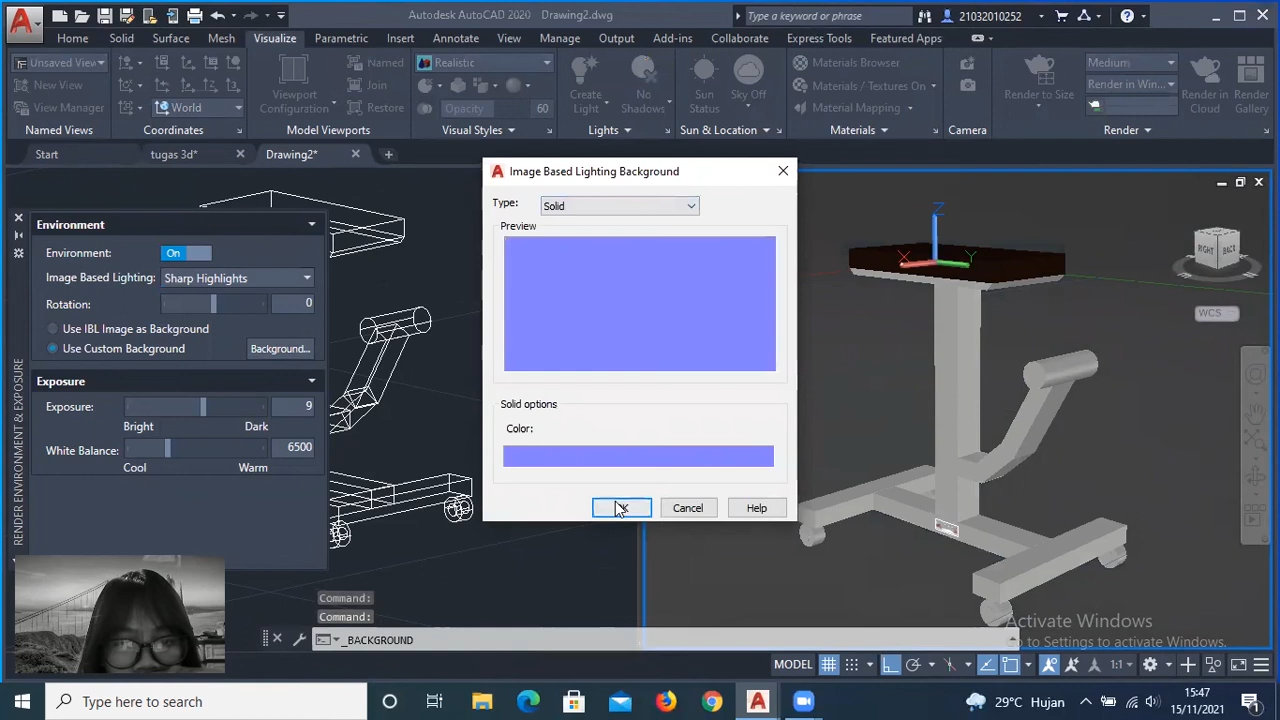 Autodesk AutoCAD 2020 Drawing2.dwg
Type a keyword or phrase
21032010252
Home Solid Surface Mesh Visualize Parametric Insert Annotate View Manage Output Add-ins Collaborate Express Tools Featured Apps
Unsaved View
New View
View Manager
Named Views
World
Coordinates
Viewport Configuration
Named
Join
Restore
Model Viewports
Realistic
Opacity 60
Visual Styles
Create Light
No Shadows
Lights
Sun Status
Sky Off
Sun & Location
Materials Browser
Materials / Textures On
Material Mapping
Materials
Camera
Render to Size
Medium
Render in Win...
Render in Cloud
Render Gallery
Render
Start tugas 3d* Drawing2*
RENDER ENVIRONMENT & EXPOSURE
Environment
Environment: On
Image Based Lighting: Sharp Highlights
Rotation: 0
Use IBL Image as Background
Use Custom Background Background...
Exposure
Exposure: 9
Bright Dark
White Balance: 6500
Cool Warm
Image Based Lighting Background
Type: Solid
Preview
Solid options
Color:
Cancel Help
Z
X Y
RIGHT BACK
WCS
Command:
Command:
_BACKGROUND
Activate Windows
Go to Settings to activate Windows.
MODEL 1:1
Type here to search
29°C Hujan
15:47
15/11/2021
1